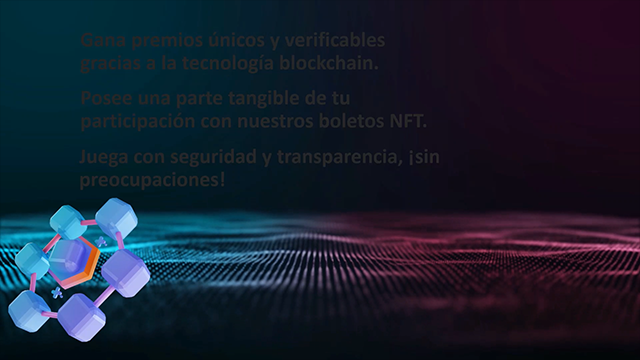 Gana premios únicos y verificables
gracias a la tecnología blockchain.
Posee una parte tangible de tu
participación con nuestros boletos NFT.
Juega con seguridad y transparencia, ¡sin
preocupaciones!